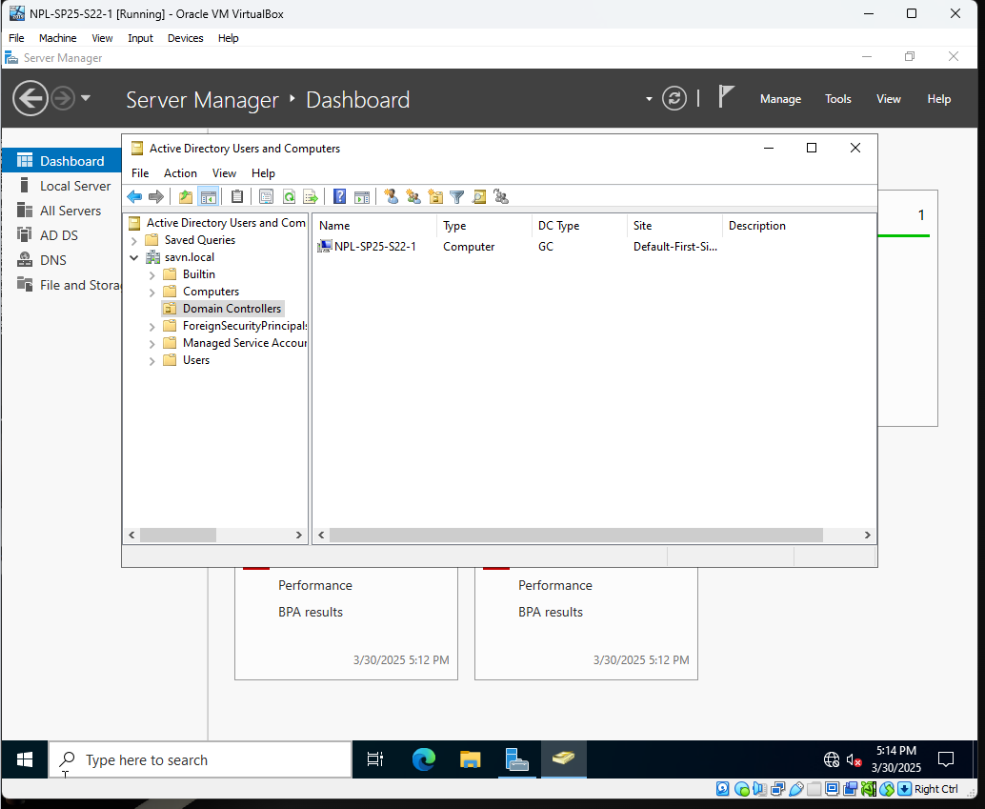 NPL-SP25-S22-1 [Running] - Oracle VM VirtualBox
File Machine View Input Devices Help
Server Manager
Server Manager • Dashboard
Manage Tools View Help
Dashboard
Local Server
All Servers
AD DS
DNS
File and Stora
1
Active Directory Users and Computers
File Action View Help
Active Directory Users and Com
Saved Queries
savn.local
Builtin
Computers
Domain Controllers
ForeignSecurityPrincipals
Managed Service Accour
Users
Name Type DC Type Site Description
NPL-SP25-S22-1 Computer GC Default-First-Si...
Performance
BPA results
3/30/2025 5:12 PM
Performance
BPA results
3/30/2025 5:12 PM
Type here to search
5:14 PM
3/30/2025
Right Ctrl